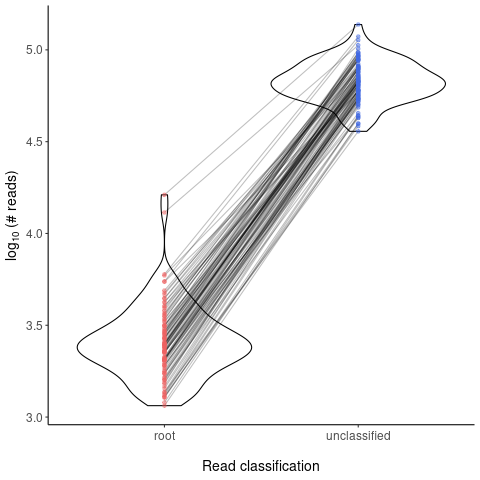 5.0
4.5
4.0
3.5
3.0
log₁₀ (# reads)
root unclassified
Read classification